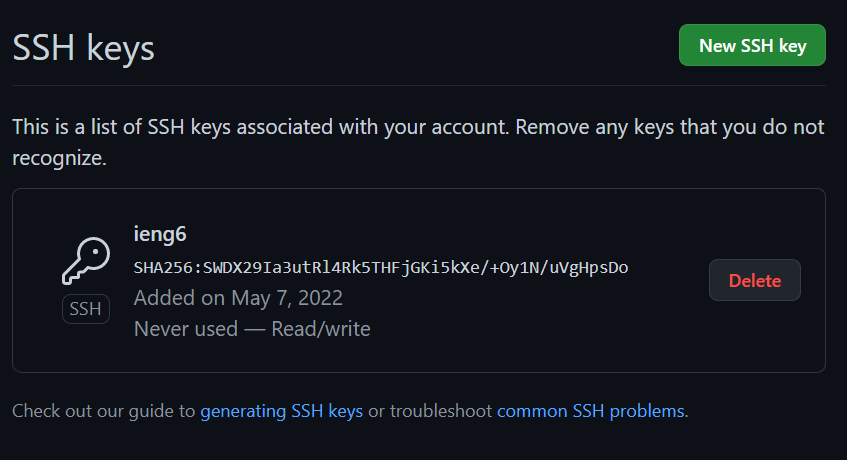 SSH keys
New SSH key
This is a list of SSH keys associated with your account. Remove any keys that you do not
recognize.
ieng6
SHA256:SWDX29Ia3utRl4Rk5THFjGKi5kXe/+Oy1N/uVgHpsDo
Added on May 7, 2022
Never used — Read/write
SSH
Delete
Check out our guide to generating SSH keys or troubleshoot common SSH problems.